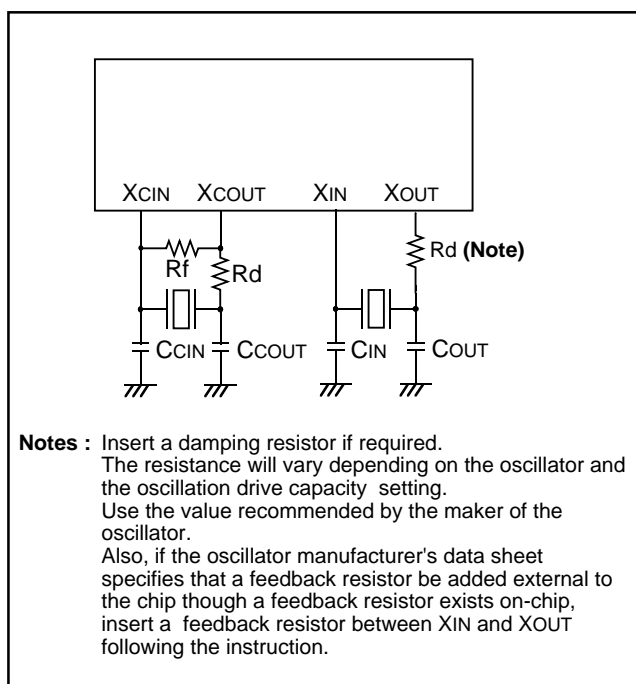 XCIN XCOUT XIN XOUT
Rf Rd Rd (Note)
CCIN CCOUT CIN COUT
Notes : Insert a damping resistor if required.
The resistance will vary depending on the oscillator and
the oscillation drive capacity setting.
Use the value recommended by the maker of the
oscillator.
Also, if the oscillator manufacturer's data sheet
specifies that a feedback resistor be added external to
the chip though a feedback resistor exists on-chip,
insert a feedback resistor between XIN and XOUT
following the instruction.